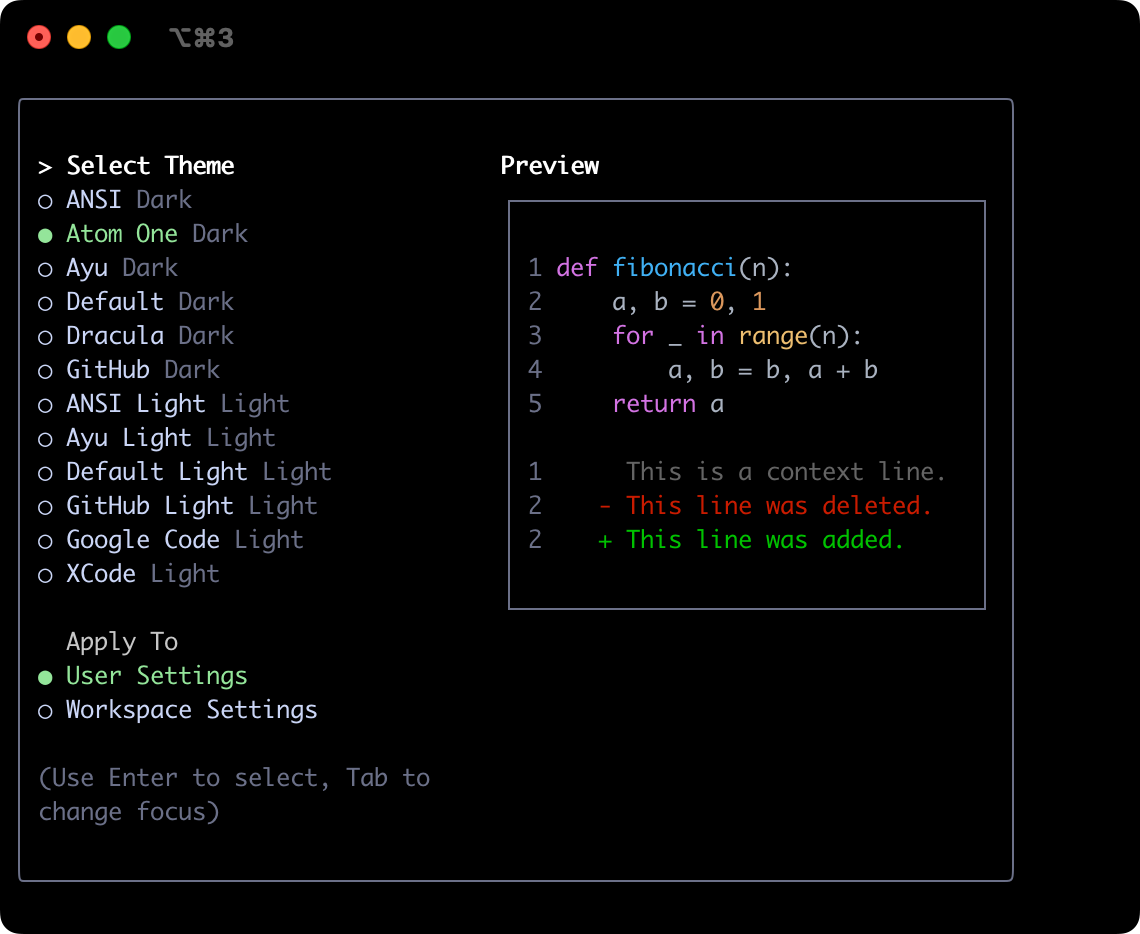 ⌥⌘3
> Select Theme
○ ANSI Dark
● Atom One Dark
○ Ayu Dark
○ Default Dark
○ Dracula Dark
○ GitHub Dark
○ ANSI Light Light
○ Ayu Light Light
○ Default Light Light
○ GitHub Light Light
○ Google Code Light
○ XCode Light
Apply To
● User Settings
○ Workspace Settings
(Use Enter to select, Tab to
change focus)
Preview
1 def fibonacci(n):
2     a, b = 0, 1
3     for _ in range(n):
4         a, b = b, a + b
5     return a
1      This is a context line.
2    - This line was deleted.
2    + This line was added.